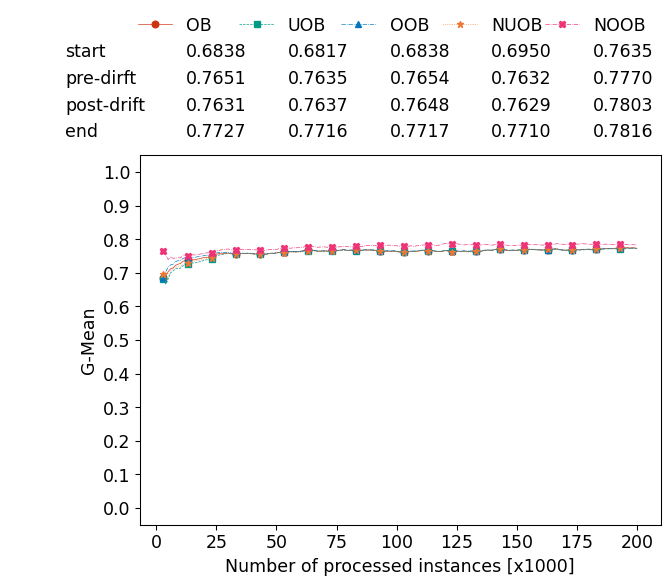 OB UOB OOB NUOB NOOB
start 0.6838 0.6817 0.6838 0.6950 0.7635
pre-dirft 0.7651 0.7635 0.7654 0.7632 0.7770
post-drift 0.7631 0.7637 0.7648 0.7629 0.7803
end 0.7727 0.7716 0.7717 0.7710 0.7816
1.0
0.9
0.8
0.7
0.6
0.5
0.4
0.3
0.2
0.1
0.0
G-Mean
0 25 50 75 100 125 150 175 200
Number of processed instances [x1000]